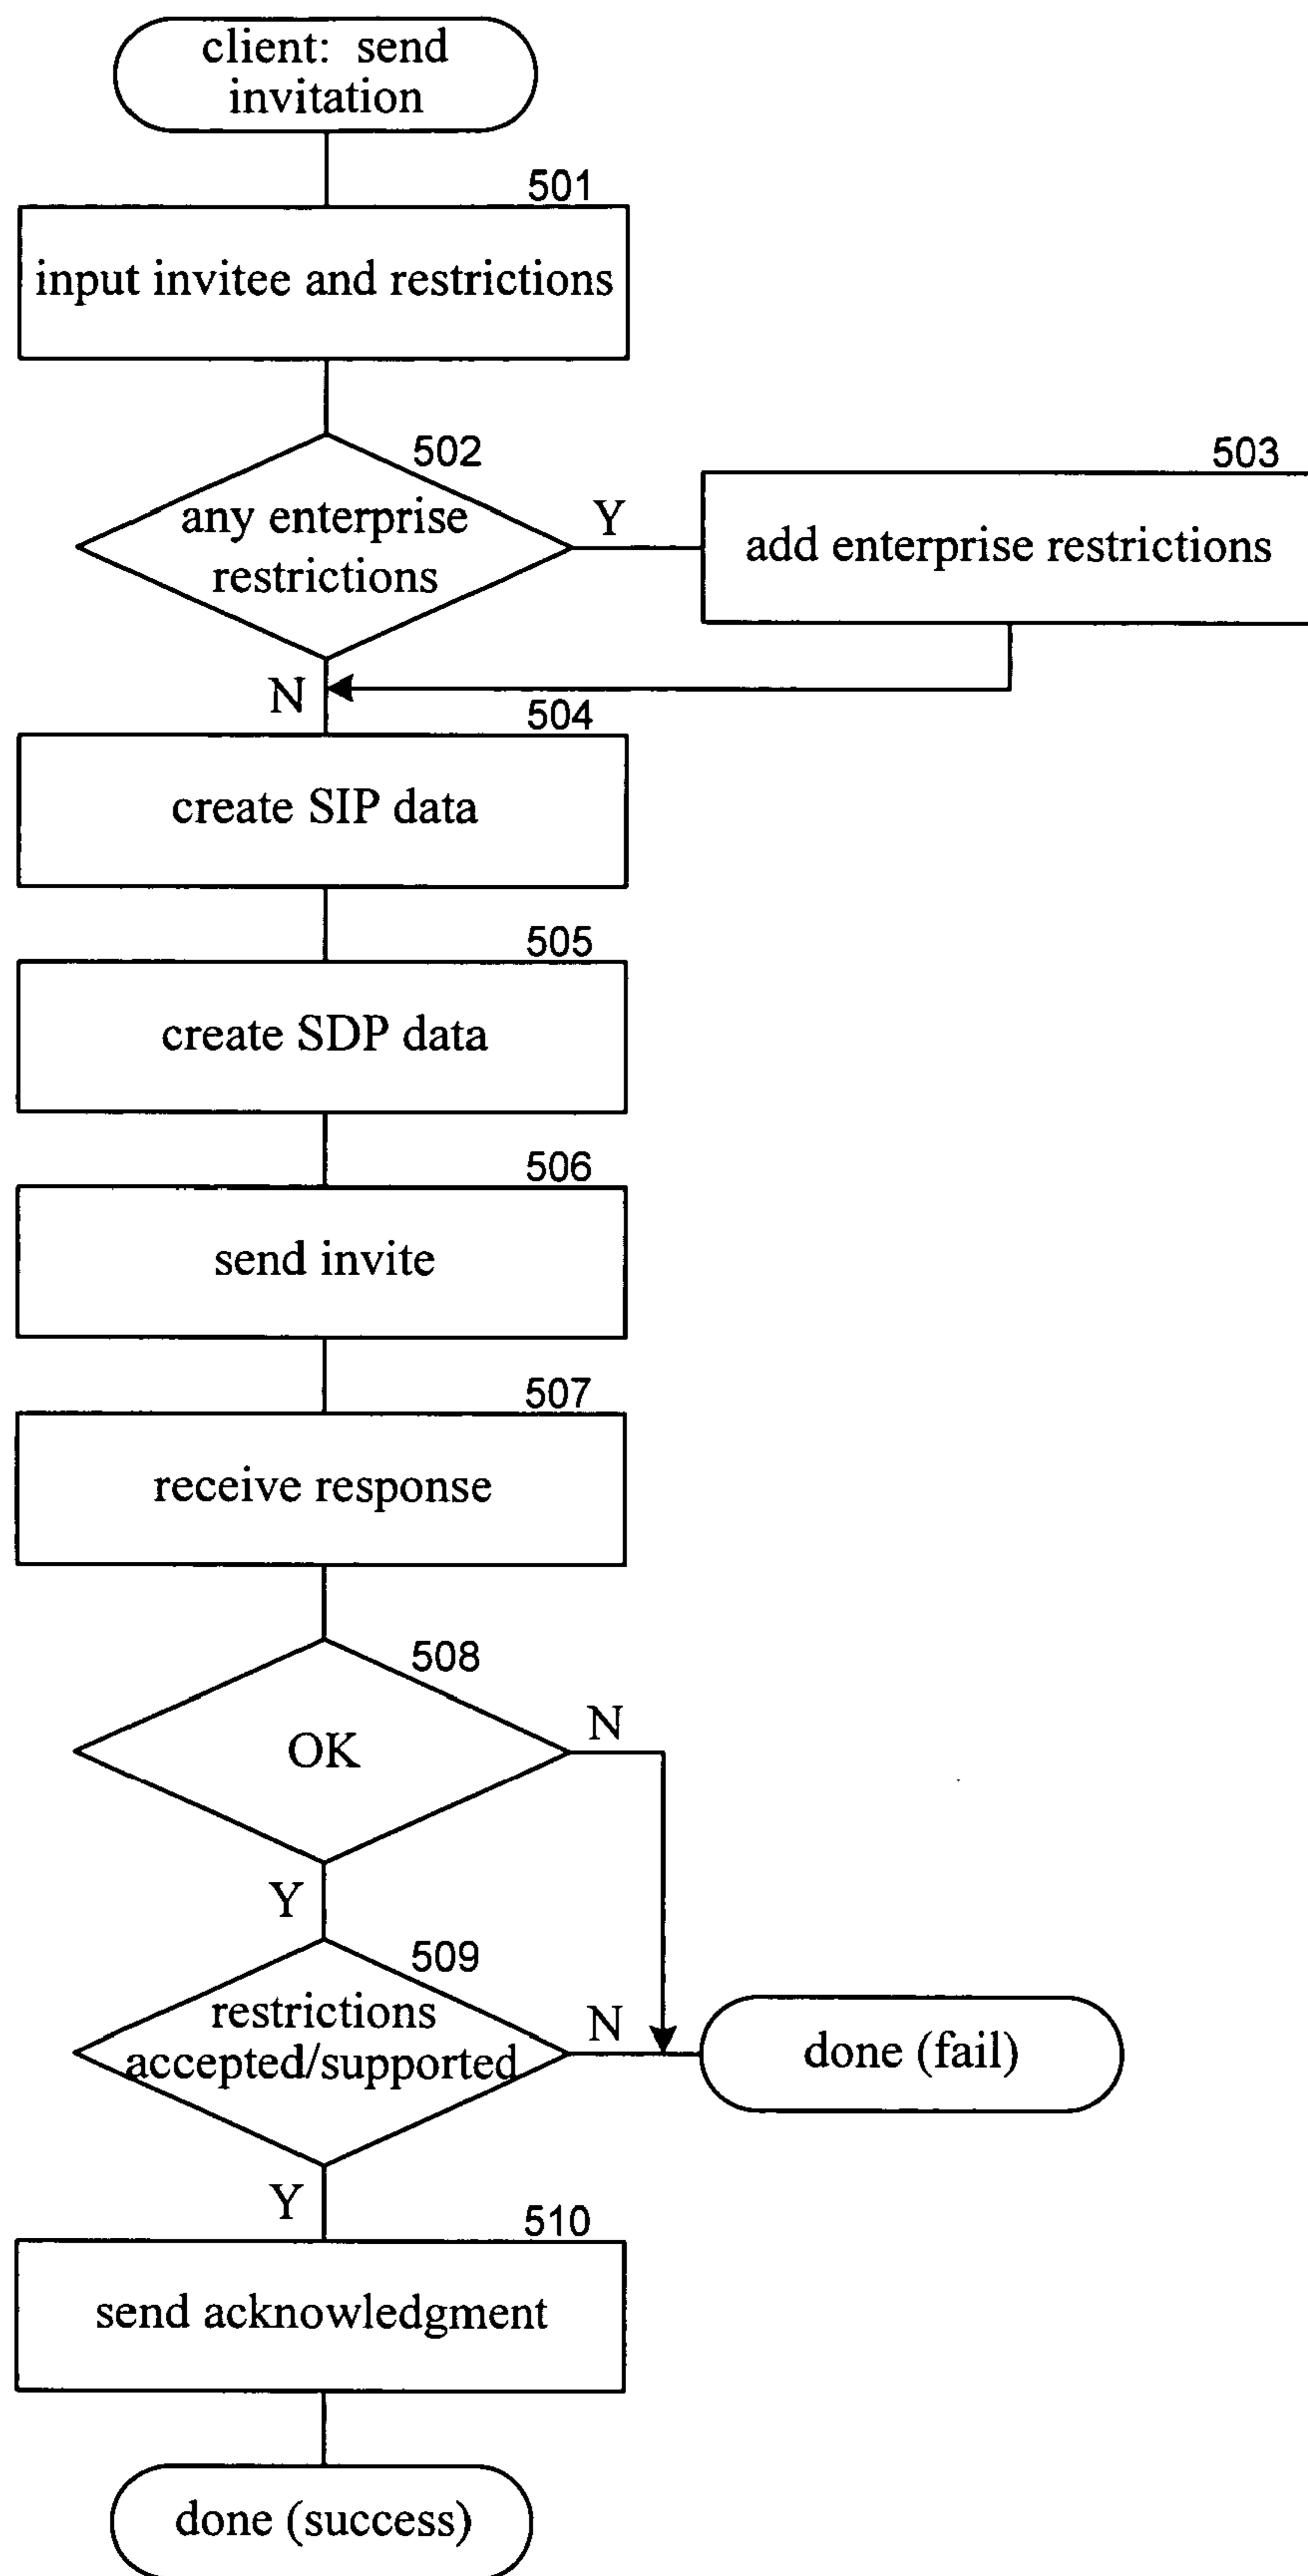 client: send
invitation
501
input invitee and restrictions
502
any enterprise
restrictions
Y
503
add enterprise restrictions
N
504
create SIP data
505
create SDP data
506
send invite
507
receive response
508
OK
N
Y
509
restrictions
accepted/supported
N
done (fail)
Y
510
send acknowledgment
done (success)